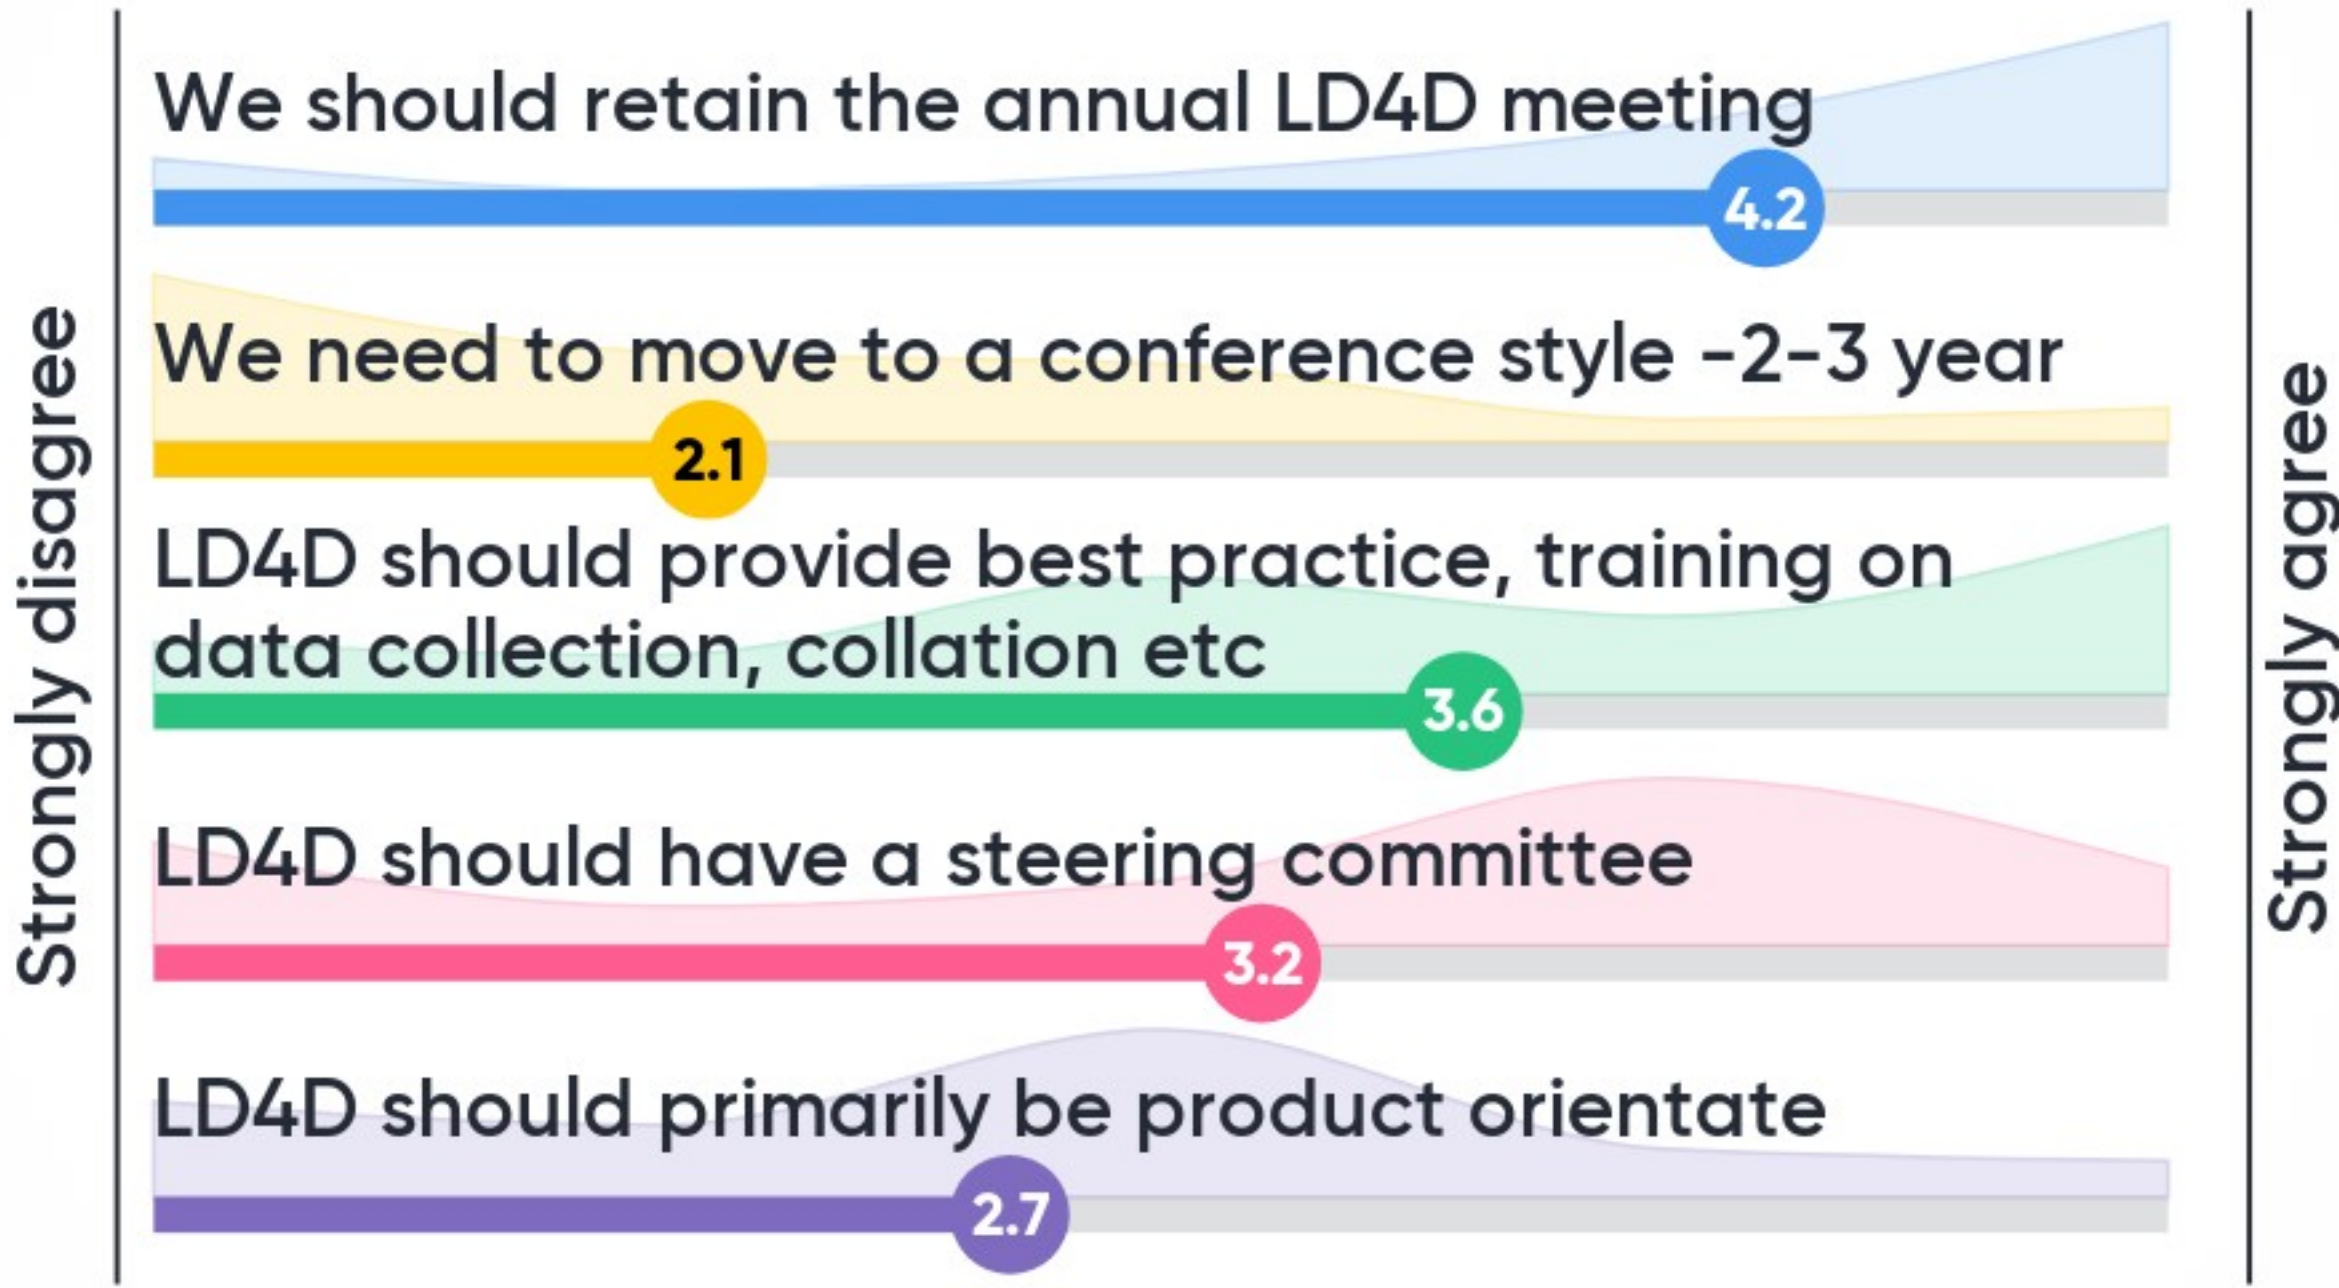 Strongly disagree
We should retain the annual LD4D meeting
4.2
We need to move to a conference style -2-3 year
2.1
LD4D should provide best practice, training on
data collection, collation etc
3.6
LD4D should have a steering committee
3.2
LD4D should primarily be product orientate
2.7
Strongly agree